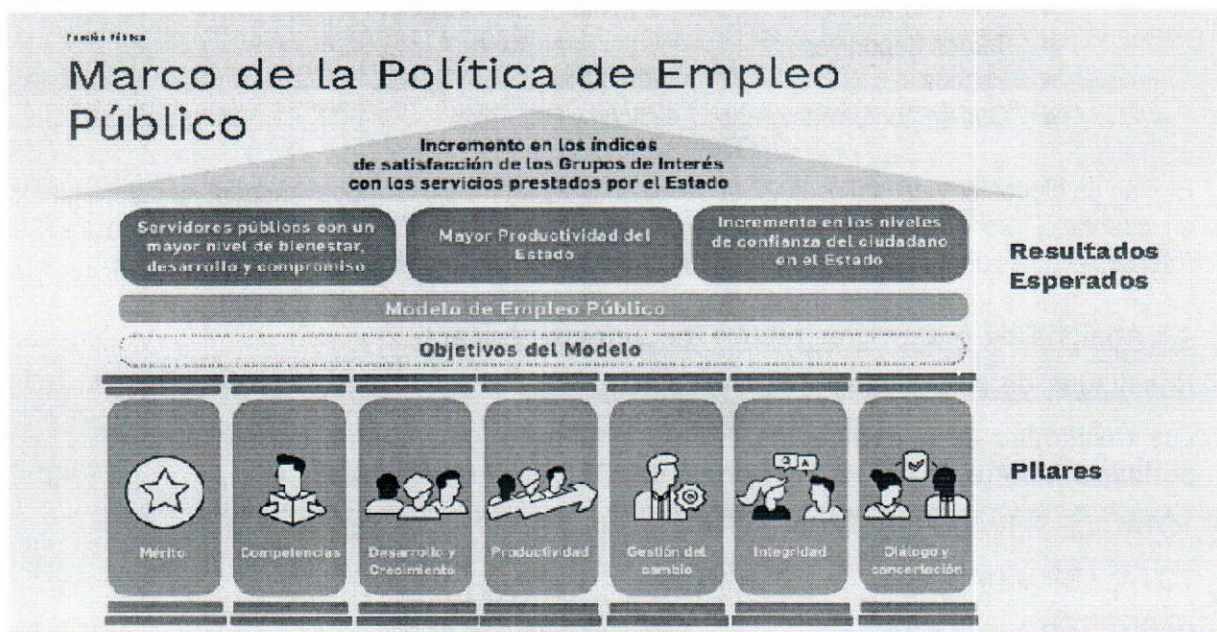 Función Pública
Marco de la Política de Empleo
Público
Incremento en los índices
de satisfacción de los Grupos de Interés
con los servicios prestados por el Estado
Servidores públicos con un
mayor nivel de bienestar,
desarrollo y compromiso
Mayor Productividad del
Estado
Incremento en los niveles
de confianza del ciudadano
en el Estado
Resultados
Esperados
Modelo de Empleo Público
Objetivos del Modelo
Mérito
Competencias
Desarrollo y
Crecimiento
Productividad
Gestión del
cambio
Integridad
Diálogo y
concertación
Pilares